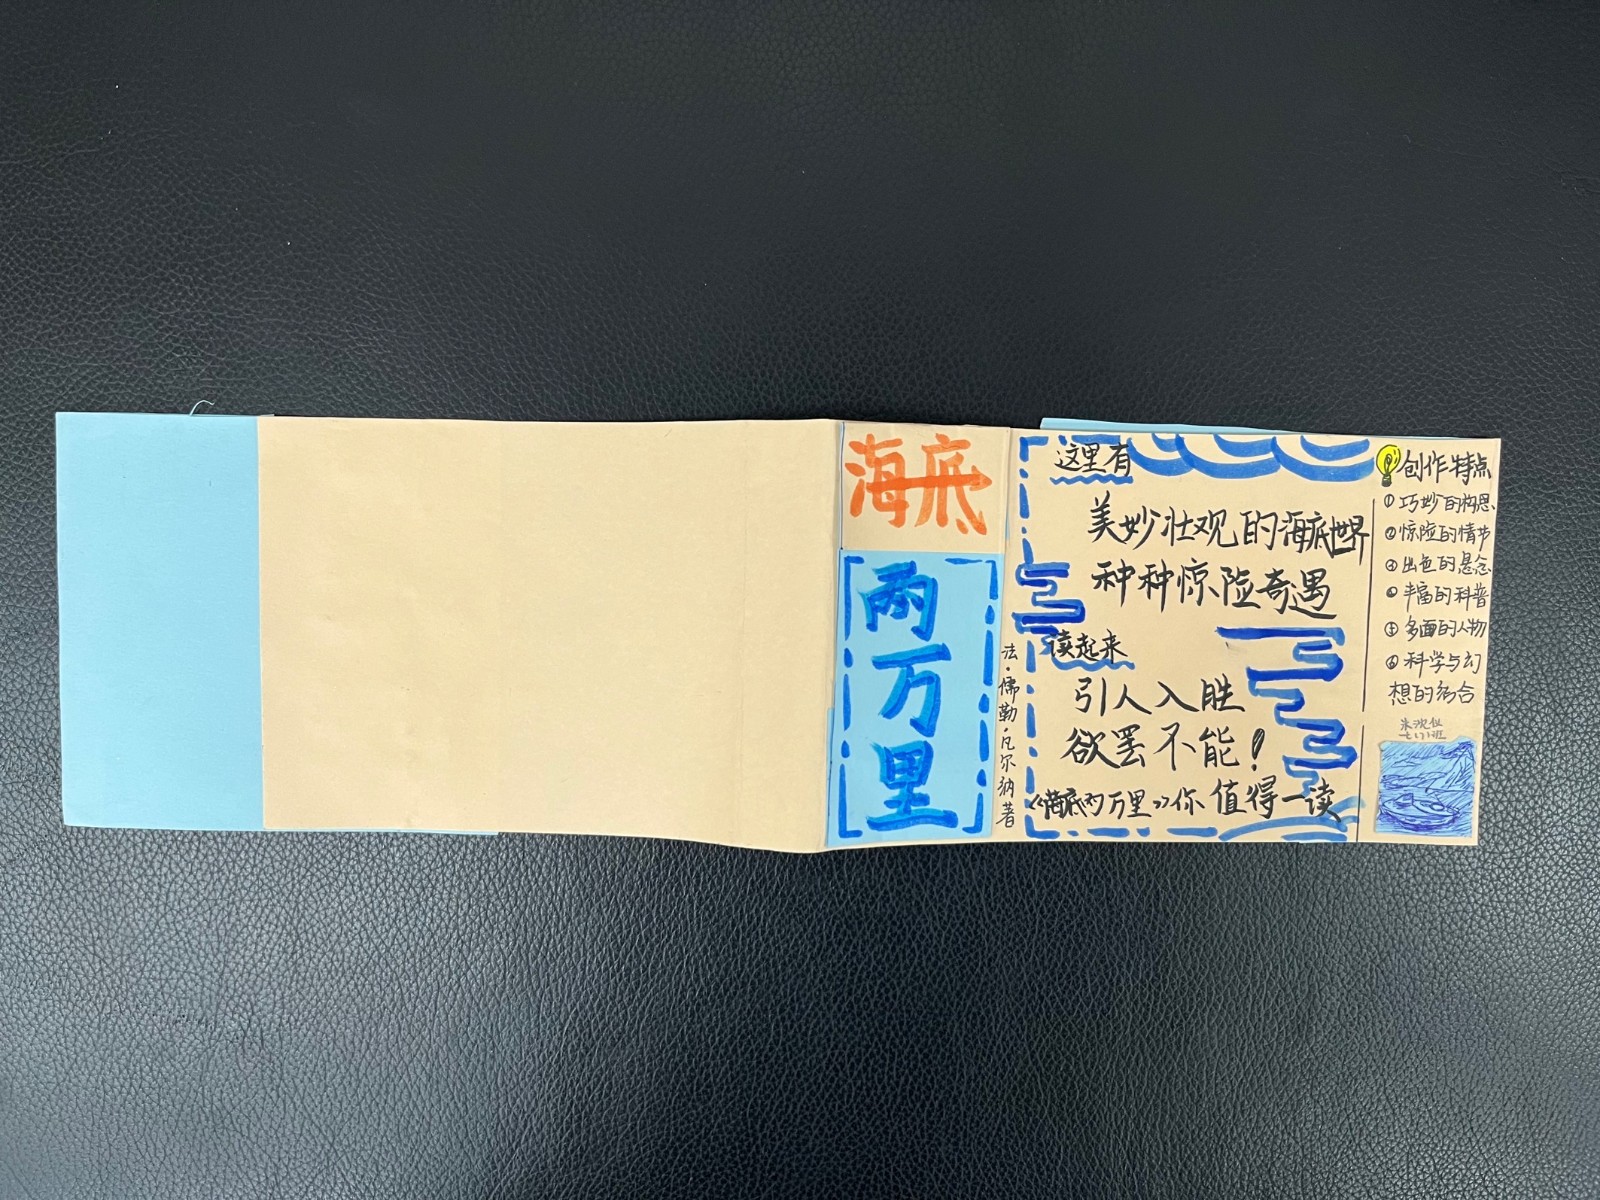 海底
两万里
法·儒勒·凡尔纳著
这里有
美妙壮观的海底世界
种种惊险奇遇
读起来
引人入胜
欲罢不能！
《海底两万里》你值得一读
创作特点
①巧妙的构思
②惊险的情节
③出色的悬念
④丰富的科普
⑤多面的人物
⑥科学与幻
想的结合
七(1)班